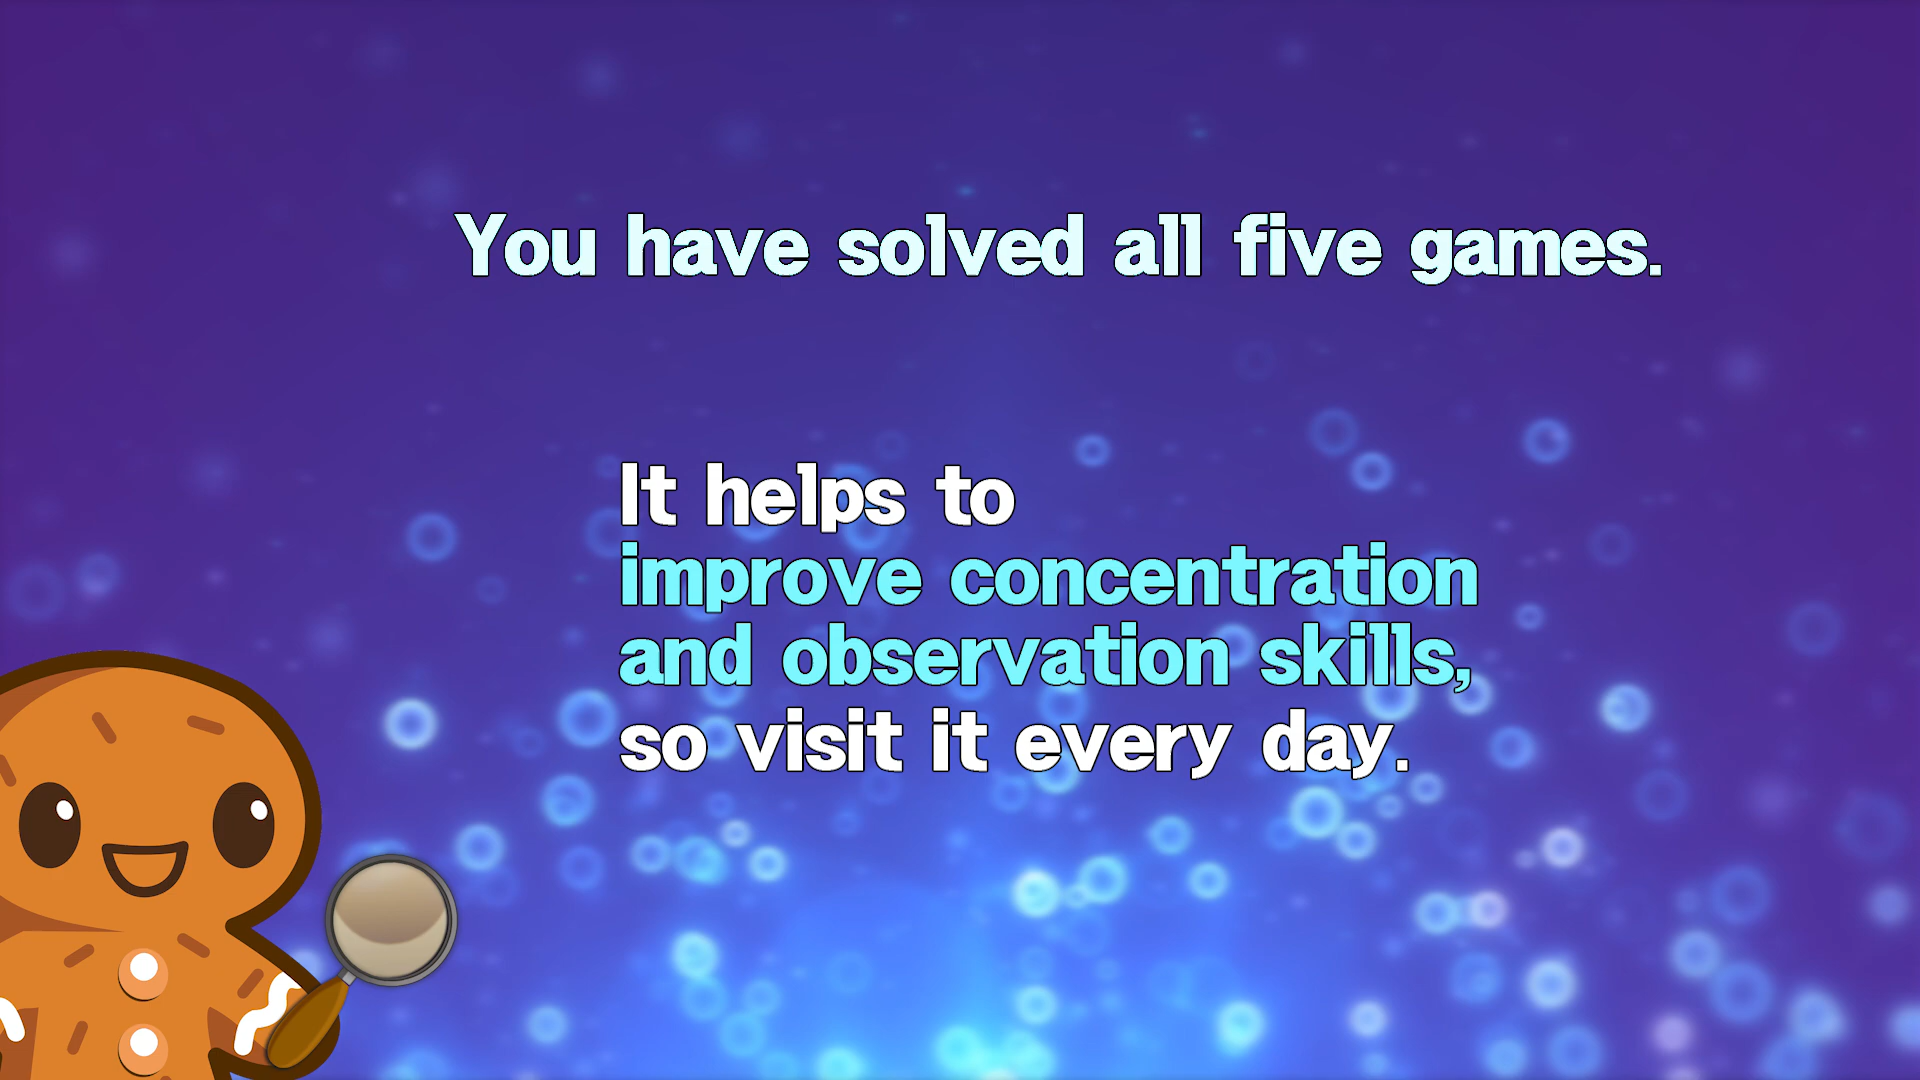 You have solved all five games.
It helps to
improve concentration
and observation skills,
so visit it every day.